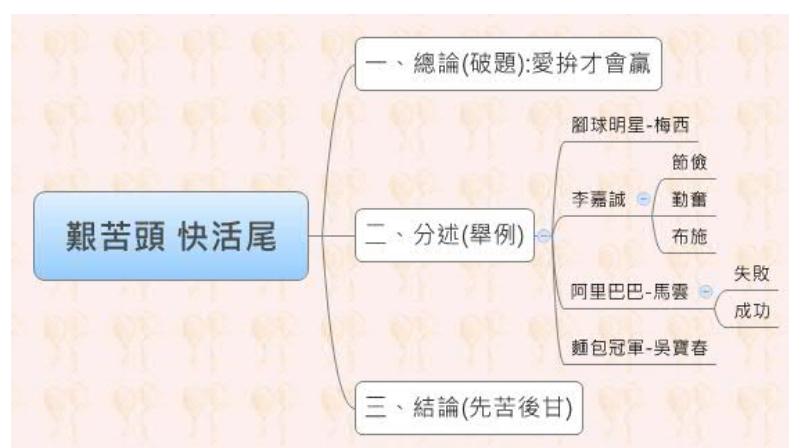 艱苦頭 快活尾
一、總論(破題):愛拚才會贏
二、分述(舉例)
腳球明星-梅西
李嘉誠
節儉
勤奮
布施
阿里巴巴-馬雲
失敗
成功
麵包冠軍-吳寶春
三、結論(先苦後甘)